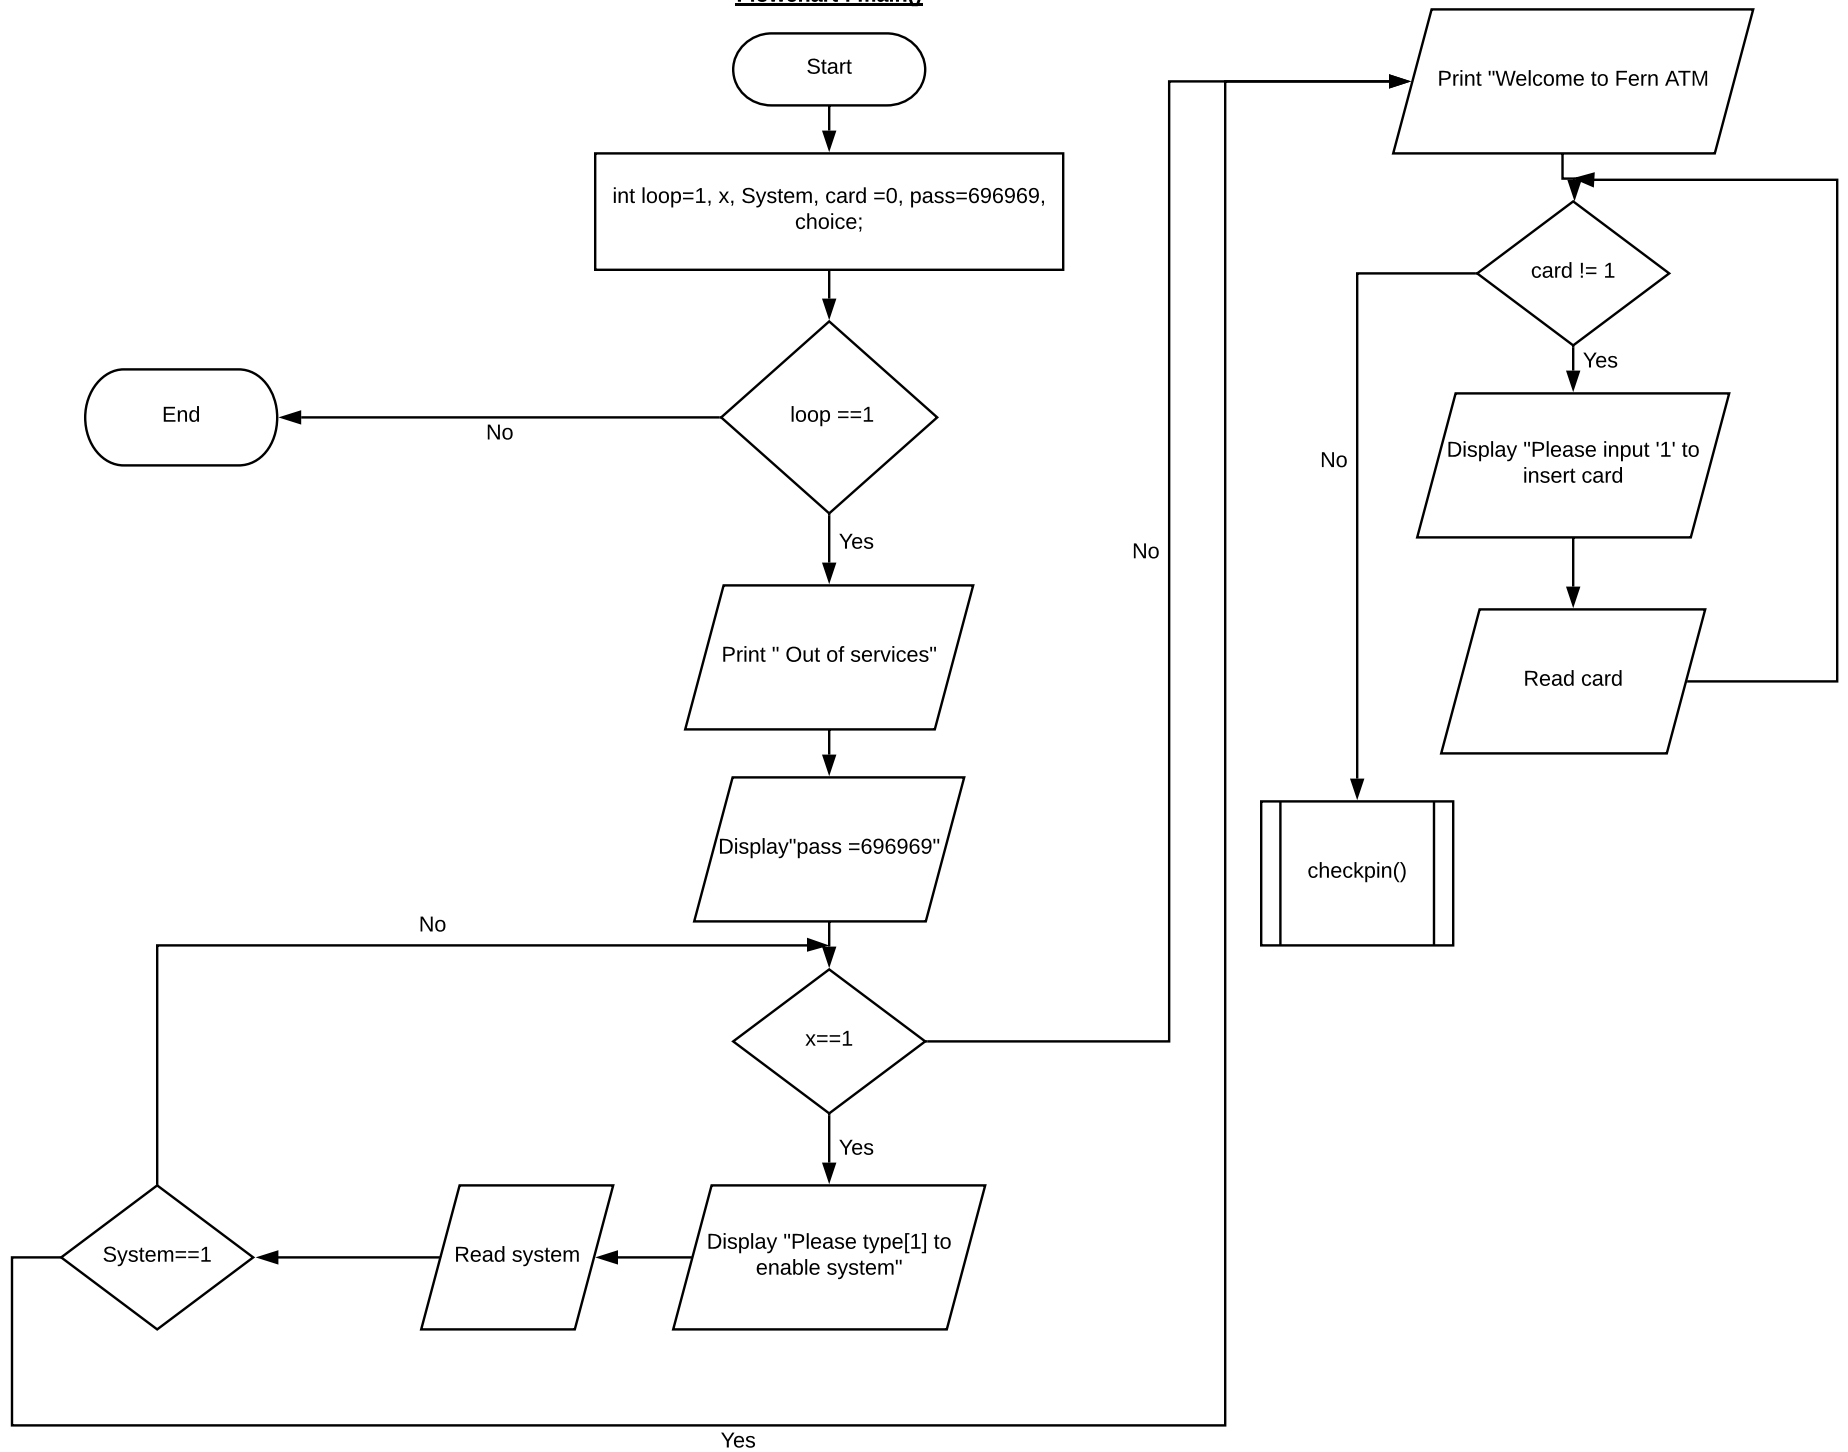 Flowchart : main()
Start
int loop=1, x, System, card =0, pass=696969,
choice;
loop ==1
No
End
Yes
Print " Out of services"
Display"pass =696969"
No
x==1
No
Yes
Display "Please type[1] to
enable system"
Read system
System==1
Yes
Print "Welcome to Fern ATM
card != 1
Yes
No
Display "Please input '1' to
insert card
Read card
checkpin()